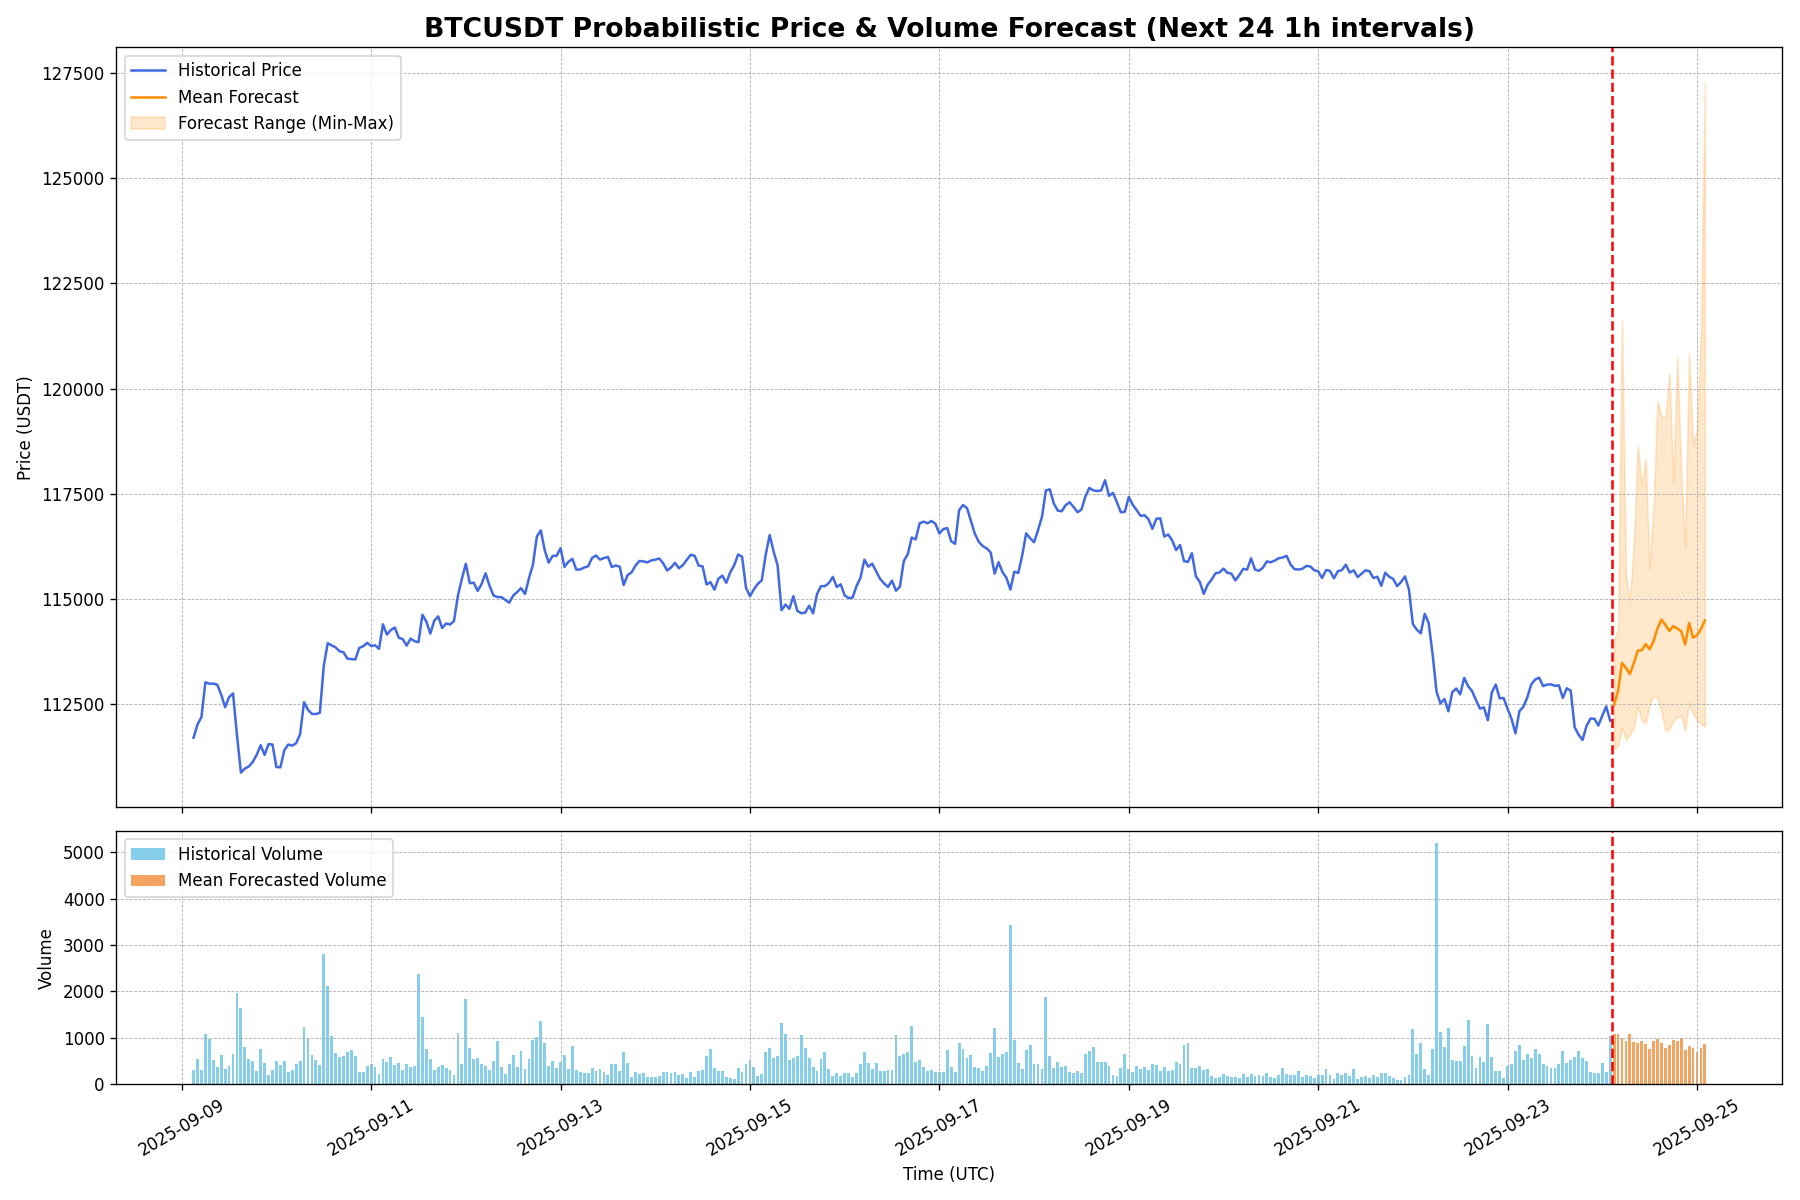 BTCUSDT Probabilistic Price & Volume Forecast (Next 24 1h intervals)
Historical Price
Mean Forecast
Forecast Range (Min-Max)
127500
125000
122500
120000
117500
115000
112500
Price (USDT)
Historical Volume
Mean Forecasted Volume
5000
4000
3000
2000
1000
0
Volume
2025-09-09
2025-09-11
2025-09-13
2025-09-15
2025-09-17
2025-09-19
2025-09-21
2025-09-23
2025-09-25
Time (UTC)